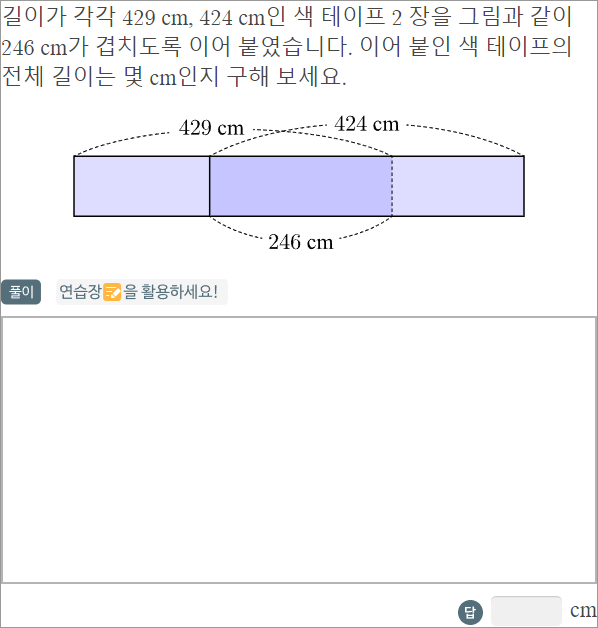 길이가 각각 429 cm, 424 cm인 색 테이프 2 장을 그림과 같이
246 cm가 겹치도록 이어 붙였습니다. 이어 붙인 색 테이프의
전체 길이는 몇 cm인지 구해 보세요.
429 cm
424 cm
246 cm
풀이 연습장을 활용하세요!
답 cm